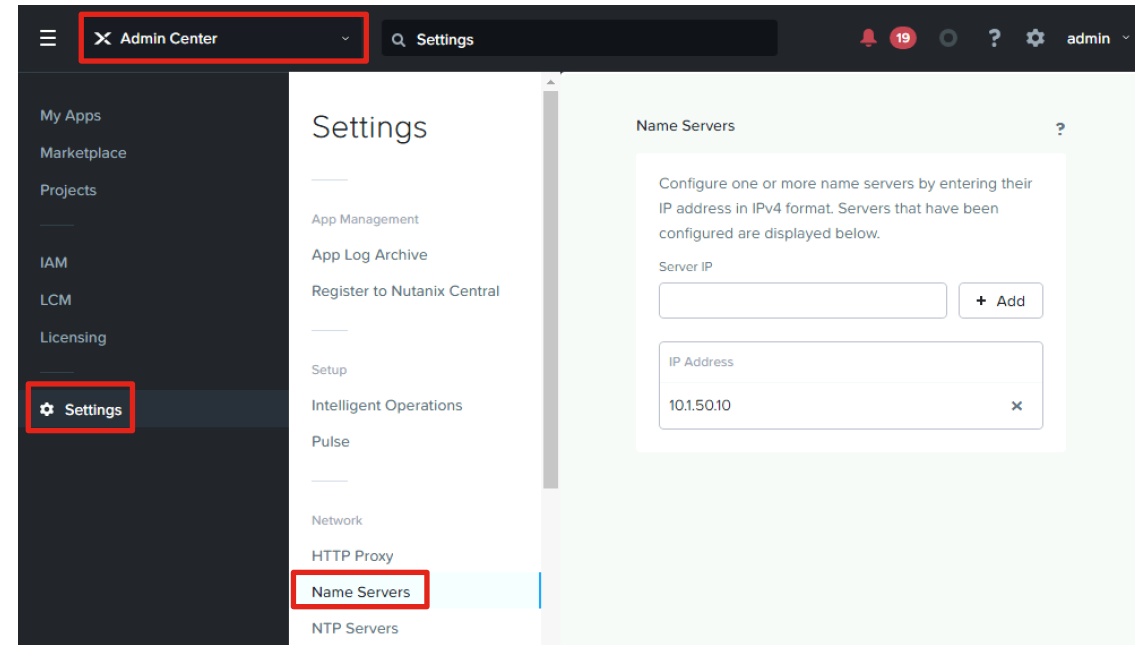 Admin Center
Settings
19
?
admin
My Apps
Marketplace
Projects
IAM
LCM
Licensing
Settings
Settings
App Management
App Log Archive
Register to Nutanix Central
Setup
Intelligent Operations
Pulse
Network
HTTP Proxy
Name Servers
NTP Servers
Name Servers
?
Configure one or more name servers by entering their
IP address in IPv4 format. Servers that have been
configured are displayed below.
Server IP
+ Add
IP Address
10.1.50.10